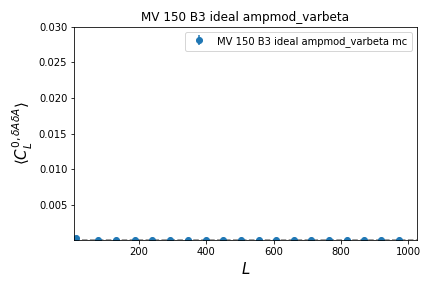 MV 150 B3 ideal ampmod_varbeta
MV 150 B3 ideal ampmod_varbeta mc
⟨C_L^{0,δAδA}⟩
0.030
0.025
0.020
0.015
0.010
0.005
200 400 600 800 1000
L